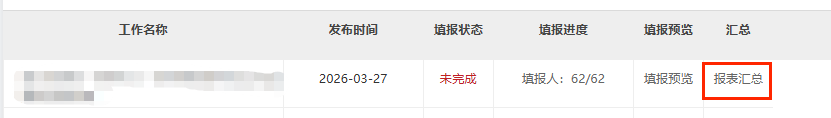 工作名称 发布时间 填报状态 填报进度 填报预览 汇总
2026-03-27 未完成 填报人：62/62 填报预览 报表汇总